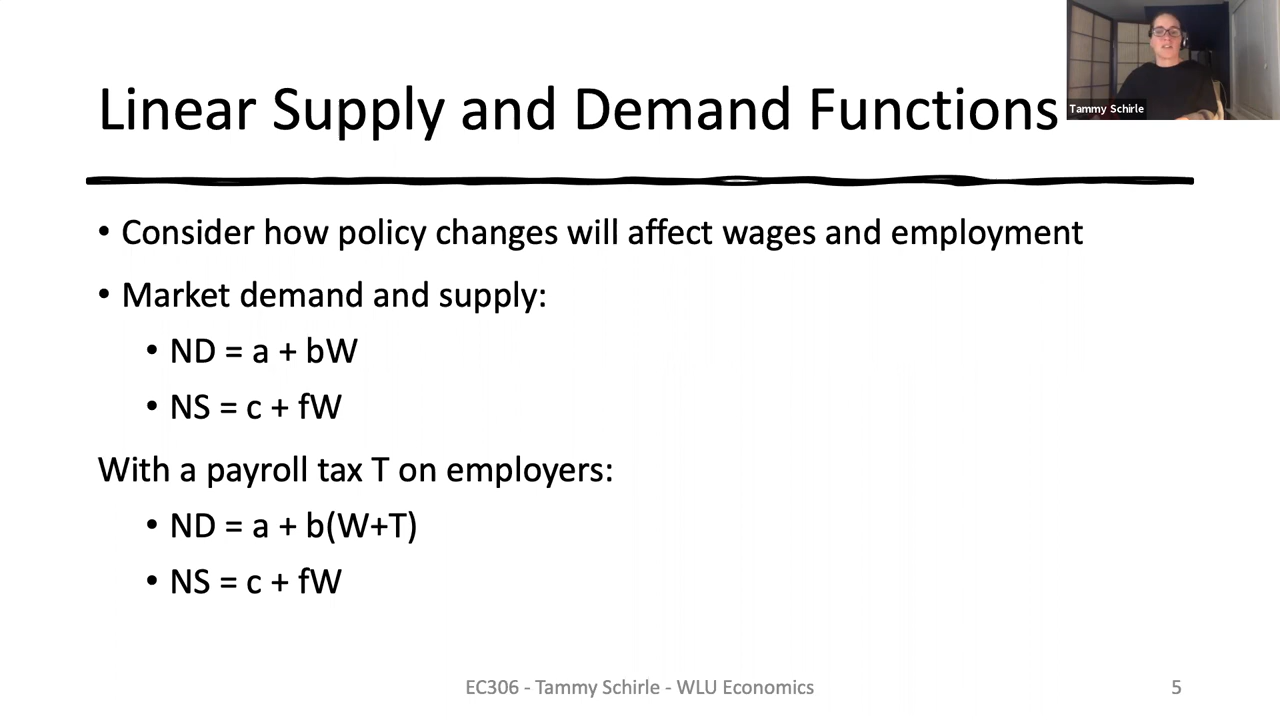 Linear Supply and Demand Functions
Tammy Schirle
• Consider how policy changes will affect wages and employment
• Market demand and supply:
• ND = a + bW
• NS = c + fW
With a payroll tax T on employers:
• ND = a + b(W+T)
• NS = c + fW
EC306 - Tammy Schirle - WLU Economics
5